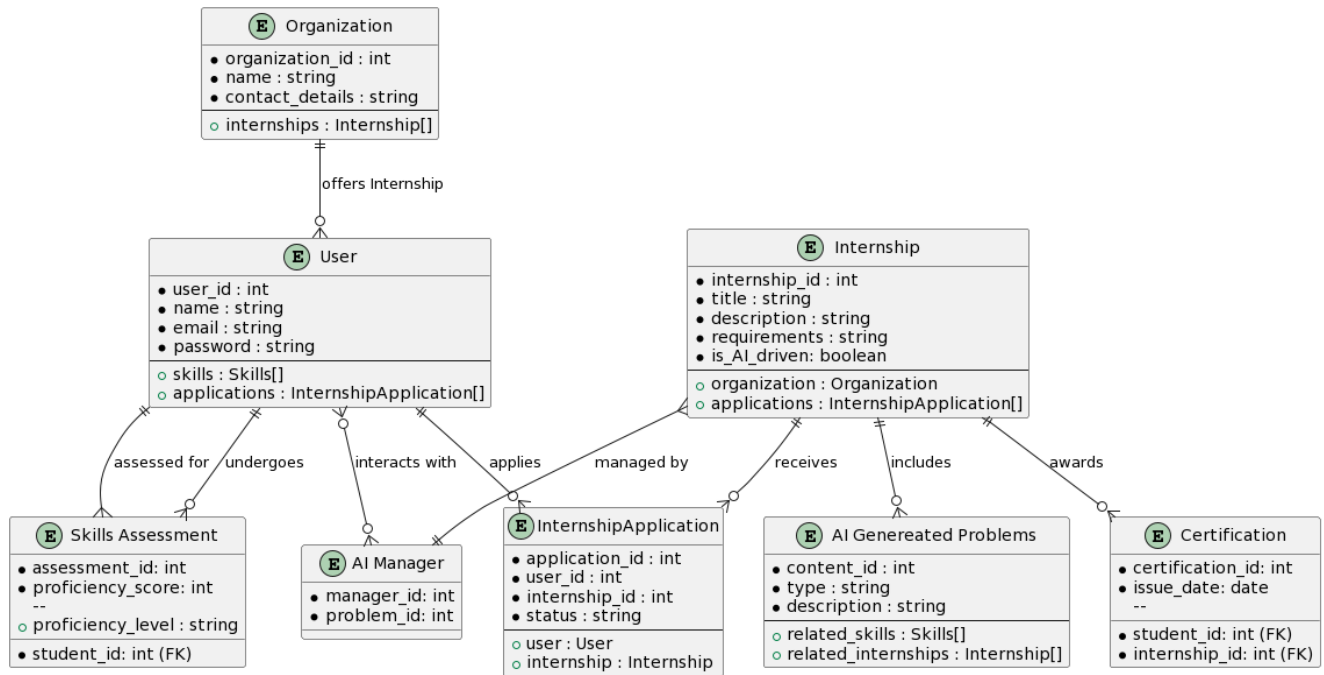 E Organization
organization_id : int
name : string
contact_details : string
internships : Internship[]
offers Internship
E User
user_id : int
name : string
email : string
password : string
skills : Skills[]
applications : InternshipApplication[]
E Internship
internship_id : int
title : string
description : string
requirements : string
is_AI_driven: boolean
organization : Organization
applications : InternshipApplication[]
assessed for
undergoes
interacts with
applies
managed by
receives
includes
awards
E Skills Assessment
assessment_id: int
proficiency_score: int
--
proficiency_level : string
student_id: int (FK)
E AI Manager
manager_id: int
problem_id: int
E InternshipApplication
application_id : int
user_id : int
internship_id : int
status : string
user : User
internship : Internship
E AI Genereated Problems
content_id : int
type : string
description : string
related_skills : Skills[]
related_internships : Internship[]
E Certification
certification_id: int
issue_date: date
--
student_id: int (FK)
internship_id: int (FK)